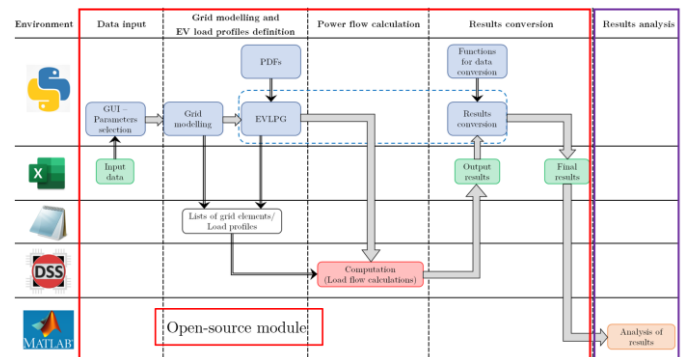 Environment
Data input
Grid modelling and
EV load profiles definition
Power flow calculation
Results conversion
Results analysis
PDFs
Functions
for data
conversion
GUI –
Parameters
selection
Grid
modelling
EVLPG
Results
conversion
Input
data
Output
results
Final
results
Lists of grid elements/
Load profiles
DSS
Computation
(Load flow calculations)
MATLAB
Open-source module
Analysis of
results
X